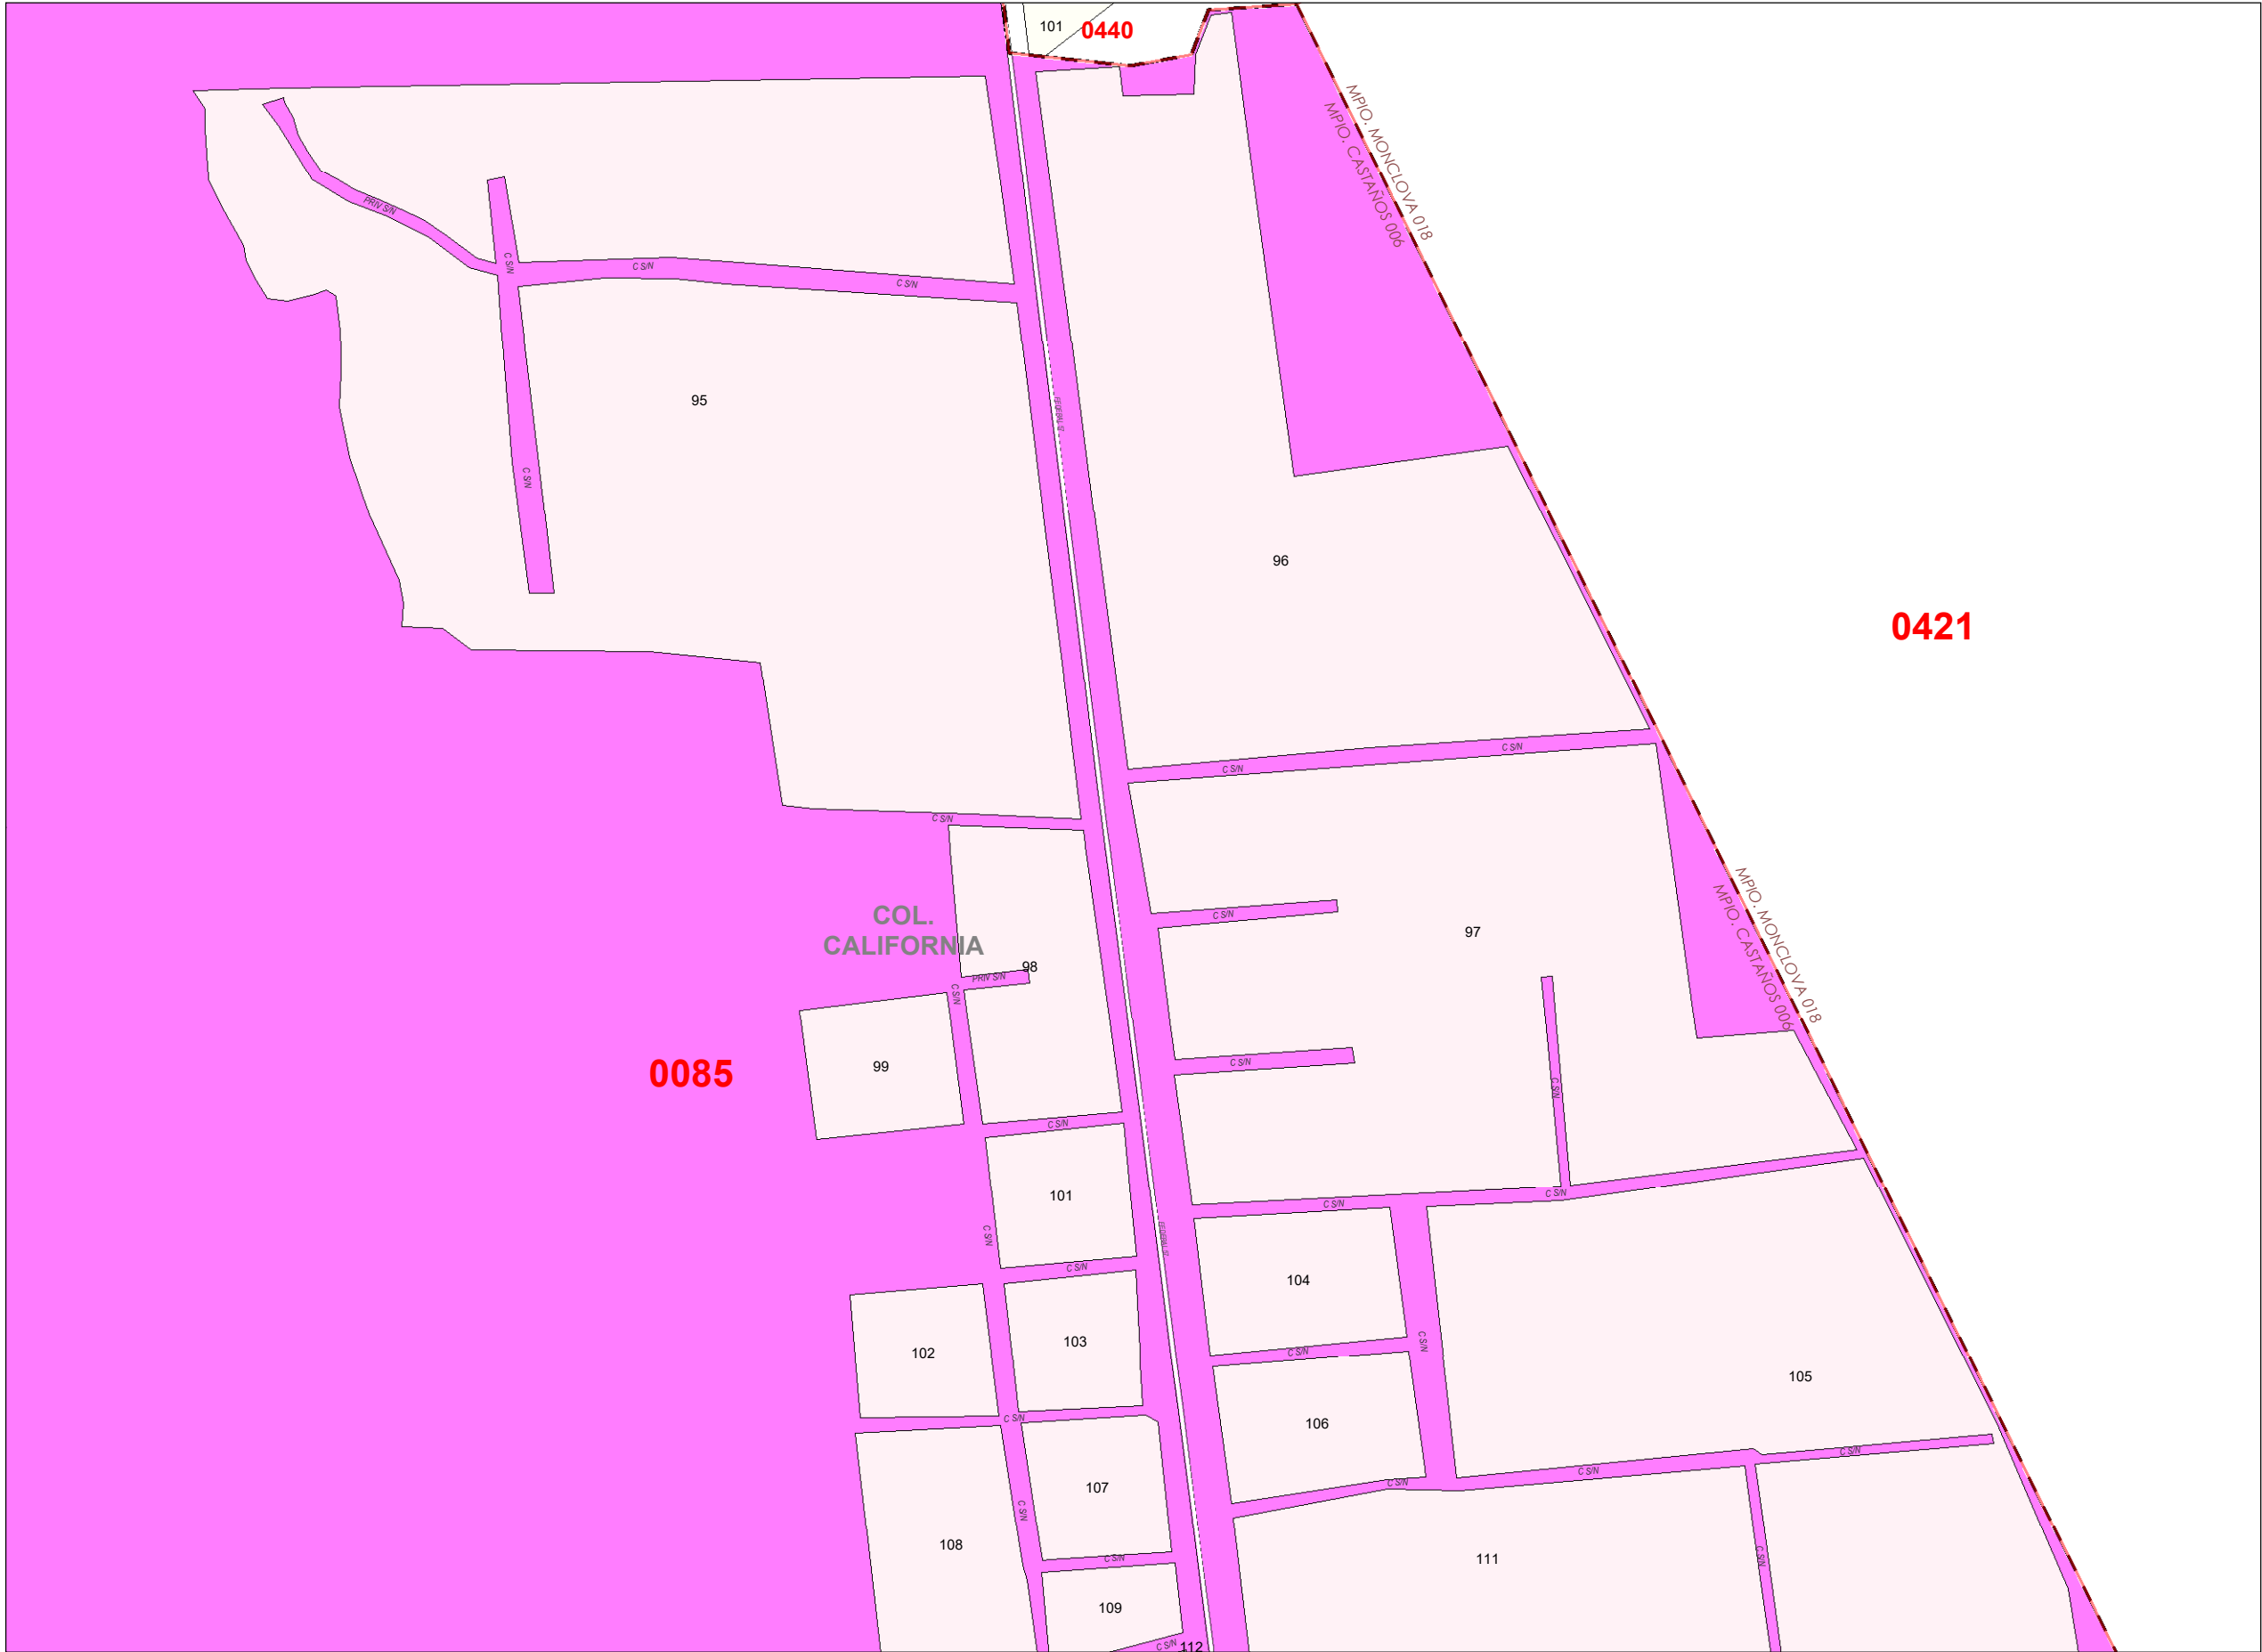 101
0440
MPIO. MONCLOVA 018
MPIO. CASTAÑOS 006
PRIV S/N
C S/N
C S/N
C S/N
95
C S/N
96
0421
C S/N
C S/N
C S/N
COL.
CALIFORNIA
C S/N
97
MPIO. MONCLOVA 018
MPIO. CASTAÑOS 006
98
PRIV S/N
C S/N
99
0085
C S/N
C S/N
C S/N
101
C S/N
C S/N
C S/N
C S/N
104
102
103
C S/N
C S/N
105
C S/N
106
C S/N
C S/N
C S/N
107
C S/N
108
C S/N
111
C S/N
109
C S/N
112